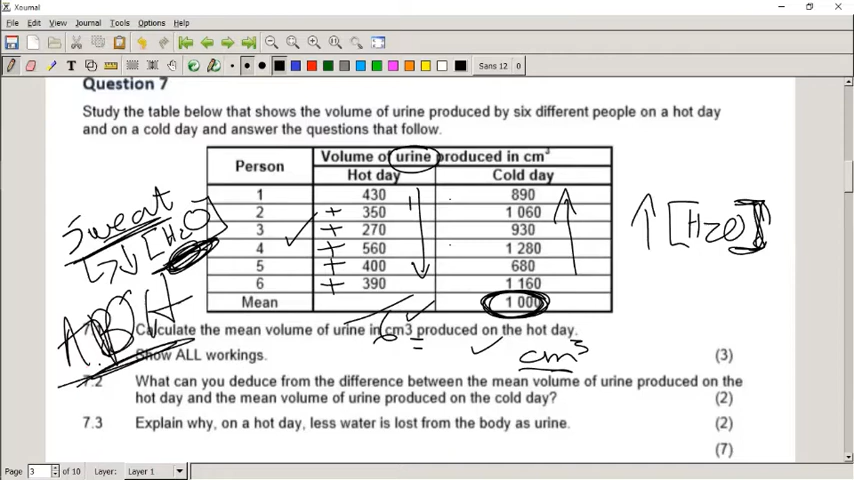 Xournal
File Edit View Journal Tools Options Help
Sans 12 0
Question 7
Study the table below that shows the volume of urine produced by six different people on a hot day
and on a cold day and answer the questions that follow.
Person Volume of urine produced in cm³
Hot day Cold day
1 430 890
2 + 350 1 060
3 + 270 930
4 + 560 1 280
5 + 400 680
6 + 390 1 160
Mean 1 000
Sweat
↓ [H2O]
↑ [H2O] ↑
6 =
Calculate the mean volume of urine in cm3 produced on the hot day.
Show ALL workings. cm³ (3)
7.2 What can you deduce from the difference between the mean volume of urine produced on the
hot day and the mean volume of urine produced on the cold day? (2)
7.3 Explain why, on a hot day, less water is lost from the body as urine. (2)
(7)
Page 3 of 10 Layer: Layer 1